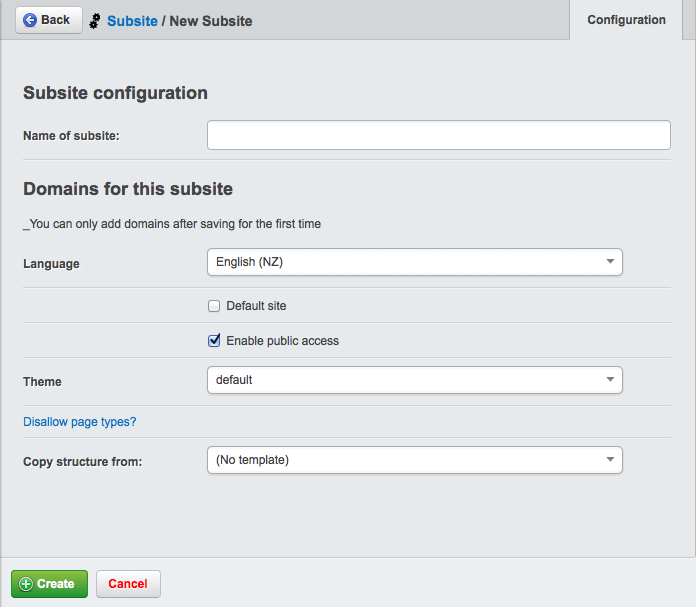 Back Subsite / New Subsite Configuration
Subsite configuration
Name of subsite:
Domains for this subsite
_You can only add domains after saving for the first time
Language English (NZ)
Default site
Enable public access
Theme default
Disallow page types?
Copy structure from: (No template)
Create Cancel